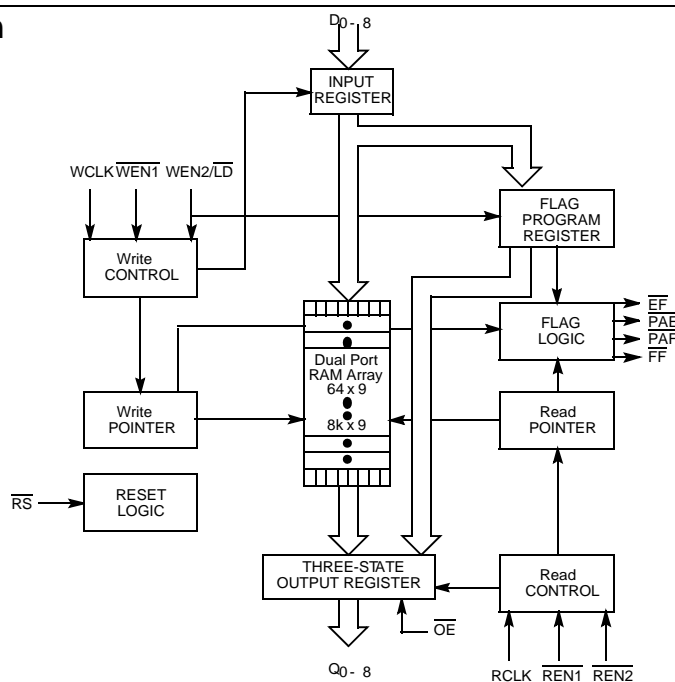 D0 - 8
INPUT
REGISTER
WCLK WEN1 WEN2/LD
FLAG
PROGRAM
REGISTER
Write
CONTROL
EF
PAE
PAF
FF
FLAG
LOGIC
Dual Port
RAM Array
64 x 9
8k x 9
Write
POINTER
Read
POINTER
RS
RESET
LOGIC
THREE-STATE
OUTPUT REGISTER
Read
CONTROL
OE
Q0 - 8
RCLK REN1 REN2